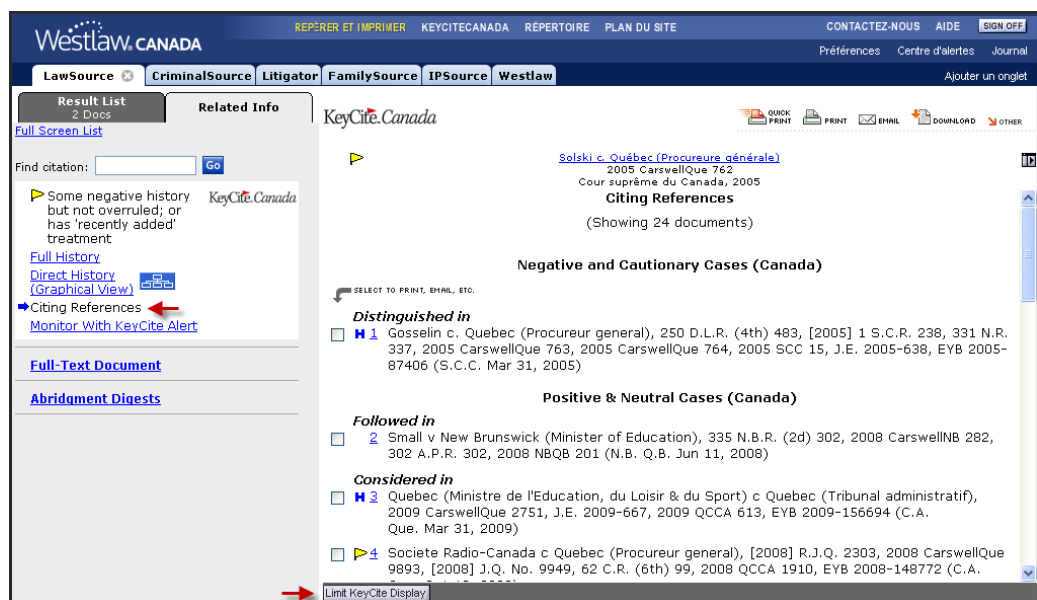 Westlaw. CANADA
REPÉRER ET IMPRIMER KEYCITECANADA RÉPERTOIRE PLAN DU SITE
CONTACTEZ-NOUS AIDE SIGN OFF
Préférences Centre d'alertes Journal
LawSource CriminalSource Litigator FamilySource IPSource Westlaw
Ajouter un onglet
Result List
2 Docs
Related Info
Full Screen List
Find citation: Go
Some negative history
but not overruled; or
has 'recently added'
treatment
KeyCite.Canada
Full History
Direct History
(Graphical View)
Citing References
Monitor With KeyCite Alert
Full-Text Document
Abridgment Digests
KeyCite.Canada
QUICK PRINT PRINT EMAIL DOWNLOAD OTHER
Solski c. Québec (Procureure générale)
2005 CarswellQue 762
Cour suprême du Canada, 2005
Citing References
(Showing 24 documents)
Negative and Cautionary Cases (Canada)
SELECT TO PRINT, EMAIL, ETC.
Distinguished in
H 1 Gosselin c. Quebec (Procureur general), 250 D.L.R. (4th) 483, [2005] 1 S.C.R. 238, 331 N.R.
337, 2005 CarswellQue 763, 2005 CarswellQue 764, 2005 SCC 15, J.E. 2005-638, EYB 2005-
87406 (S.C.C. Mar 31, 2005)
Positive & Neutral Cases (Canada)
Followed in
2 Small v New Brunswick (Minister of Education), 335 N.B.R. (2d) 302, 2008 CarswellNB 282,
302 A.P.R. 302, 2008 NBQB 201 (N.B. Q.B. Jun 11, 2008)
Considered in
H 3 Quebec (Ministre de l'Education, du Loisir & du Sport) c Quebec (Tribunal administratif),
2009 CarswellQue 2751, J.E. 2009-667, 2009 QCCA 613, EYB 2009-156694 (C.A.
Que. Mar 31, 2009)
4 Societe Radio-Canada c Quebec (Procureur general), [2008] R.J.Q. 2303, 2008 CarswellQue
9893, [2008] J.Q. No. 9949, 62 C.R. (6th) 99, 2008 QCCA 1910, EYB 2008-148772 (C.A.
Limit KeyCite Display